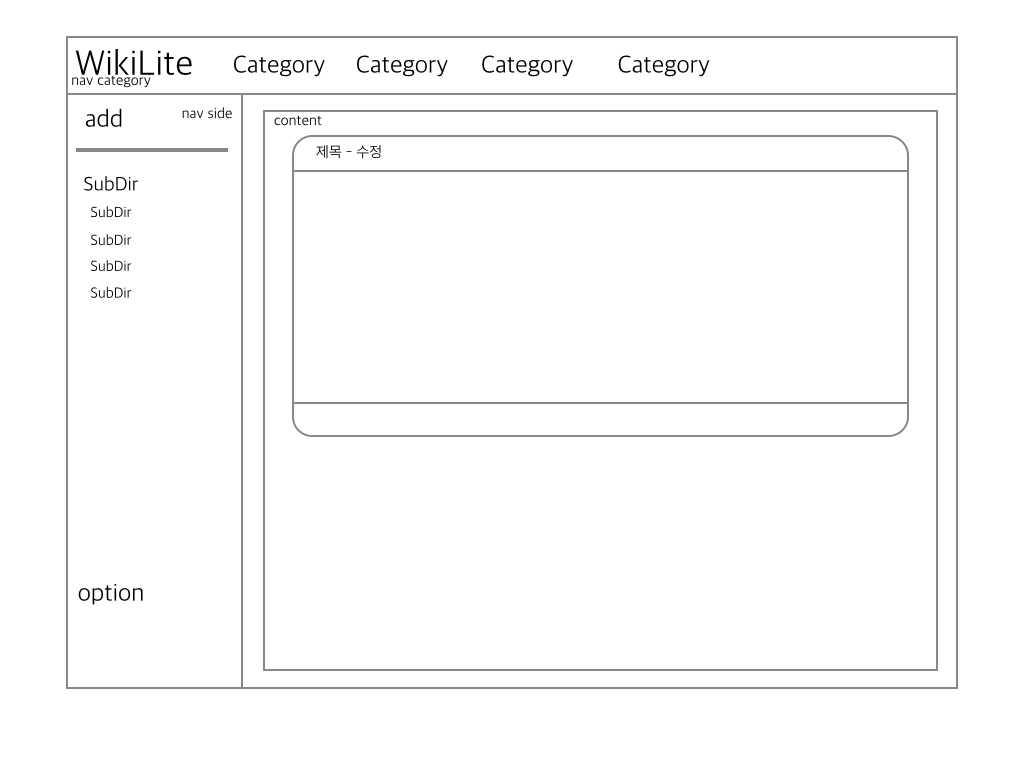 WikiLite Category Category Category Category
nav category
add nav side
SubDir
SubDir
SubDir
SubDir
SubDir
option
content
제목 - 수정